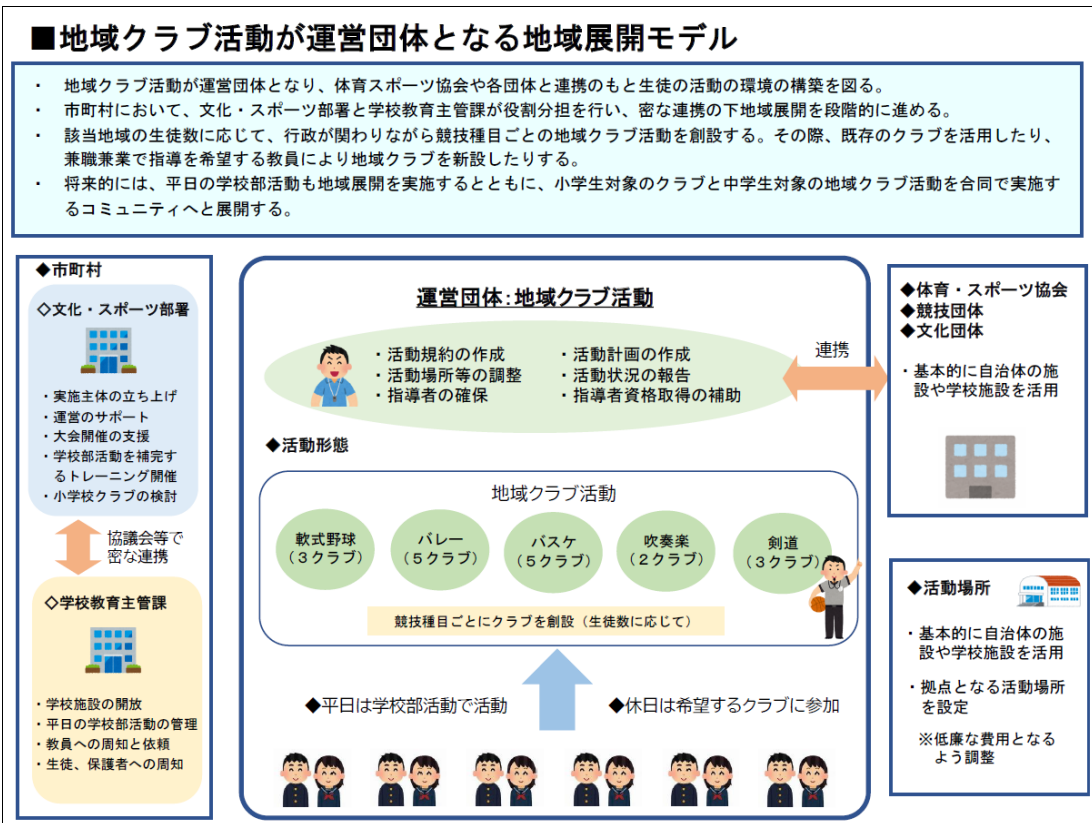 ■地域クラブ活動が運営団体となる地域展開モデル
・ 地域クラブ活動が運営団体となり、体育スポーツ協会や各団体と連携のもと生徒の活動の環境の構築を図る。
・ 市町村において、文化・スポーツ部署と学校教育主管課が役割分担を行い、密な連携の下地域展開を段階的に進める。
・ 該当地域の生徒数に応じて、行政が関わりながら競技種目ごとの地域クラブ活動を創設する。その際、既存のクラブを活用したり、
兼職兼業で指導を希望する教員により地域クラブを新設したりする。
・ 将来的には、平日の学校部活動も地域展開を実施するとともに、小学生対象のクラブと中学生対象の地域クラブ活動を合同で実施す
るコミュニティへと展開する。
◆市町村
◇文化・スポーツ部署
・実施主体の立ち上げ
・運営のサポート
・大会開催の支援
・学校部活動を補完す
るトレーニング開催
・小学校クラブの検討
協議会等で
密な連携
◇学校教育主管課
・学校施設の開放
・平日の学校部活動の管理
・教員への周知と依頼
・生徒、保護者への周知
運営団体:地域クラブ活動
・活動規約の作成
・活動場所等の調整
・指導者の確保
・活動計画の作成
・活動状況の報告
・指導者資格取得の補助
連携
◆活動形態
地域クラブ活動
軟式野球
(3クラブ)
バレー
(5クラブ)
バスケ
(5クラブ)
吹奏楽
(2クラブ)
剣道
(3クラブ)
競技種目ごとにクラブを創設(生徒数に応じて)
◆平日は学校部活動で活動
◆休日は希望するクラブに参加
◆体育・スポーツ協会
◆競技団体
◆文化団体
・基本的に自治体の施
設や学校施設を活用
◆活動場所
・基本的に自治体の施
設や学校施設を活用
・拠点となる活動場所
を設定
※低廉な費用となる
よう調整